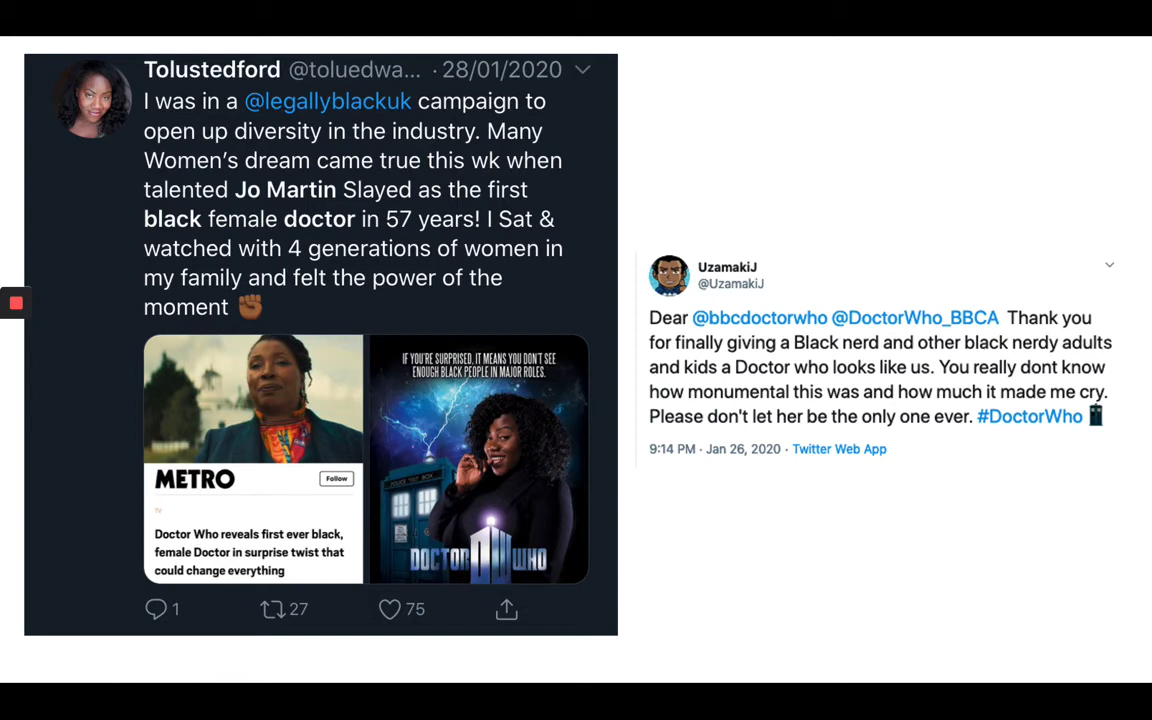 Tolustedford @toluedwa... · 28/01/2020
I was in a @legallyblackuk campaign to
open up diversity in the industry. Many
Women's dream came true this wk when
talented Jo Martin Slayed as the first
black female doctor in 57 years! I Sat &
watched with 4 generations of women in
my family and felt the power of the
moment ✊🏾
METRO
Follow
TV
Doctor Who reveals first ever black,
female Doctor in surprise twist that
could change everything
IF YOU'RE SURPRISED, IT MEANS YOU DON'T SEE
ENOUGH BLACK PEOPLE IN MAJOR ROLES.
POLICE BOX
DOCTOR DW WHO
1 27 75
UzamakiJ
@UzamakiJ
Dear @bbcdoctorwho @DoctorWho_BBCA Thank you
for finally giving a Black nerd and other black nerdy adults
and kids a Doctor who looks like us. You really dont know
how monumental this was and how much it made me cry.
Please don't let her be the only one ever. #DoctorWho
9:14 PM · Jan 26, 2020 · Twitter Web App